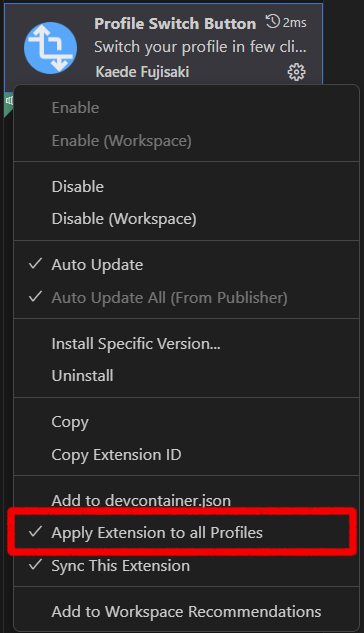 Profile Switch Button 2ms
Switch your profile in few cli...
Kaede Fujisaki
Enable
Enable (Workspace)
Disable
Disable (Workspace)
Auto Update
Auto Update All (From Publisher)
Install Specific Version...
Uninstall
Copy
Copy Extension ID
Add to devcontainer.json
Apply Extension to all Profiles
Sync This Extension
Add to Workspace Recommendations